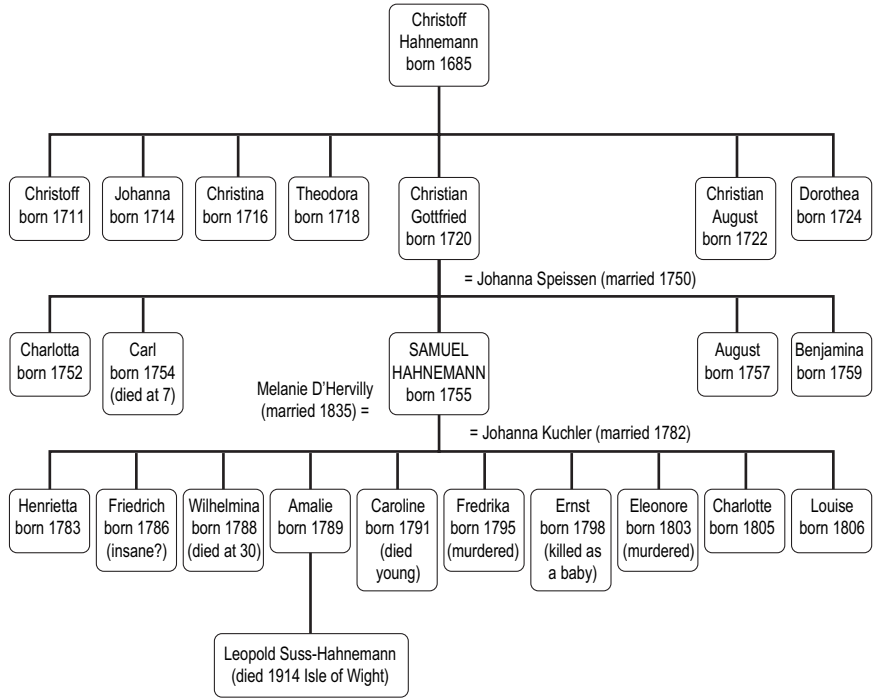 Christoff
Hahnemann
born 1685
Christoff
born 1711
Johanna
born 1714
Christina
born 1716
Theodora
born 1718
Christian
Gottfried
born 1720
Christian
August
born 1722
Dorothea
born 1724
= Johanna Speissen (married 1750)
Charlotta
born 1752
Carl
born 1754
(died at 7)
SAMUEL
HAHNEMANN
born 1755
August
born 1757
Benjamina
born 1759
Melanie D'Hervilly
(married 1835) =
= Johanna Kuchler (married 1782)
Henrietta
born 1783
Friedrich
born 1786
(insane?)
Wilhelmina
born 1788
(died at 30)
Amalie
born 1789
Caroline
born 1791
(died
young)
Fredrika
born 1795
(murdered)
Ernst
born 1798
(killed as
a baby)
Eleonore
born 1803
(murdered)
Charlotte
born 1805
Louise
born 1806
Leopold Suss-Hahnemann
(died 1914 Isle of Wight)